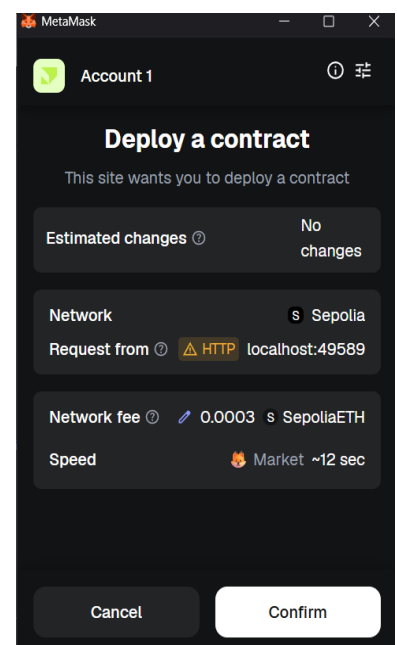 MetaMask
Account 1
Deploy a contract
This site wants you to deploy a contract
Estimated changes
No
changes
Network S Sepolia
Request from HTTP localhost:49589
Network fee 0.0003 S SepoliaETH
Speed Market ~12 sec
Cancel Confirm